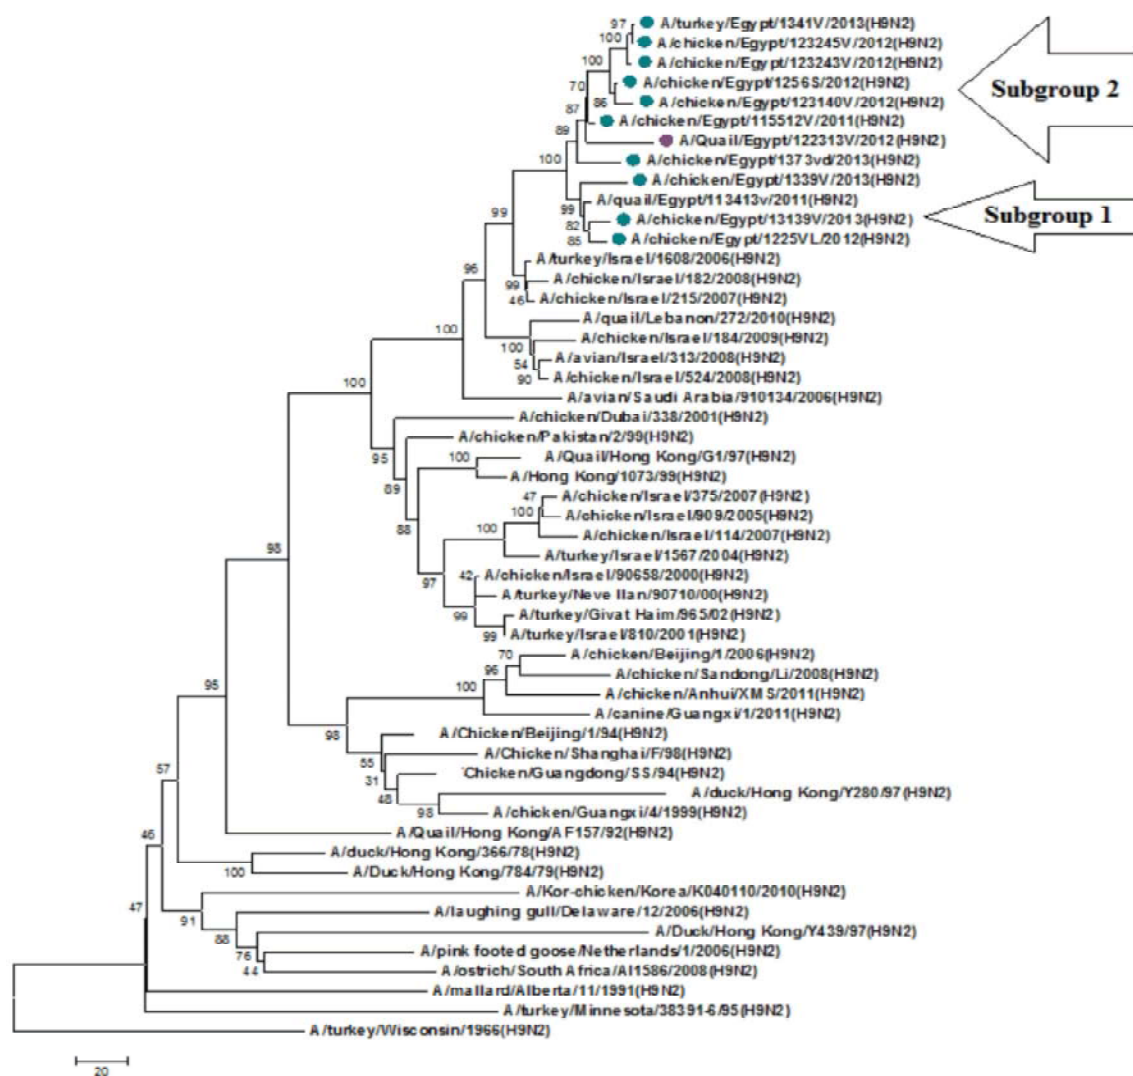 97 A/turkey/Egypt/1341V/2013(H9N2)
100 A/chicken/Egypt/123245V/2012(H9N2)
100 A/chicken/Egypt/123243V/2012(H9N2)
70 A/chicken/Egypt/1256S/2012(H9N2)
Subgroup 2
86 A/chicken/Egypt/123140V/2012(H9N2)
87 A/chicken/Egypt/115512V/2011(H9N2)
89 A/Quail/Egypt/122313V/2012(H9N2)
100 A/chicken/Egypt/1373vd/2013(H9N2)
A/chicken/Egypt/1339V/2013(H9N2)
99 A/quail/Egypt/113413v/2011(H9N2)
99 82 A/chicken/Egypt/13139V/2013(H9N2)
Subgroup 1
85 A/chicken/Egypt/1225VL/2012(H9N2)
A/turkey/Israel/1608/2006(H9N2)
96 99 A/chicken/Israel/182/2008(H9N2)
46 A/chicken/Israel/215/2007(H9N2)
A/quail/Lebanon/272/2010(H9N2)
100 100 A/chicken/Israel/184/2009(H9N2)
54 A/avian/Israel/313/2008(H9N2)
90 A/chicken/Israel/524/2008(H9N2)
100 A/avian/Saudi Arabia/910134/2006(H9N2)
A/chicken/Dubai/338/2001(H9N2)
95 A/chicken/Pakistan/2/99(H9N2)
100 A/Quail/Hong Kong/G1/97(H9N2)
89 A/Hong Kong/1073/99(H9N2)
47 A/chicken/Israel/375/2007(H9N2)
88 100 100 A/chicken/Israel/909/2005(H9N2)
A/chicken/Israel/114/2007(H9N2)
98 A/turkey/Israel/1567/2004(H9N2)
97 42 A/chicken/Israel/90658/2000(H9N2)
A/turkey/Neve Ilan/90710/00(H9N2)
99 A/turkey/Givat Haim/965/02(H9N2)
99 A/turkey/Israel/810/2001(H9N2)
70 A/chicken/Beijing/1/2006(H9N2)
96 A/chicken/Sandong/Li/2008(H9N2)
95 100 A/chicken/Anhui/XMS/2011(H9N2)
A/canine/Guangxi/1/2011(H9N2)
98 A/Chicken/Beijing/1/94(H9N2)
55 A/Chicken/Shanghai/F/98(H9N2)
57 31 Chicken/Guangdong/SS/94(H9N2)
48 A/duck/Hong Kong/Y280/97(H9N2)
98 A/chicken/Guangxi/4/1999(H9N2)
46 A/Quail/Hong Kong/AF157/92(H9N2)
A/duck/Hong Kong/366/78(H9N2)
100 A/Duck/Hong Kong/784/79(H9N2)
A/Kor-chicken/Korea/K040110/2010(H9N2)
47 91 A/laughing gull/Delaware/12/2006(H9N2)
88 A/Duck/Hong Kong/Y439/97(H9N2)
76 A/pink footed goose/Netherlands/1/2006(H9N2)
44 A/ostrich/South Africa/AI1586/2008(H9N2)
A/mallard/Alberta/11/1991(H9N2)
A/turkey/Minnesota/38391-6/95(H9N2)
A/turkey/Wisconsin/1966(H9N2)
20